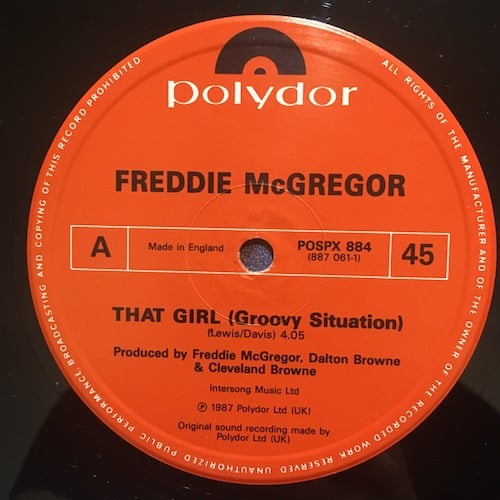 polydor
FREDDIE McGREGOR
A
Made in England
POSPX 884
(887 061-1)
45
THAT GIRL (Groovy Situation)
(Lewis/Davis) 4.05
Produced by Freddie McGregor, Dalton Browne
& Cleveland Browne
Intersong Music Ltd
℗ 1987 Polydor Ltd (UK)
Original sound recording made by
Polydor Ltd (UK)
ALL RIGHTS OF THE MANUFACTURER AND OF THE OWNER OF THE RECORDED WORK RESERVED. UNAUTHORIZED PUBLIC PERFORMANCE, BROADCASTING AND COPYING OF THIS RECORD PROHIBITED.